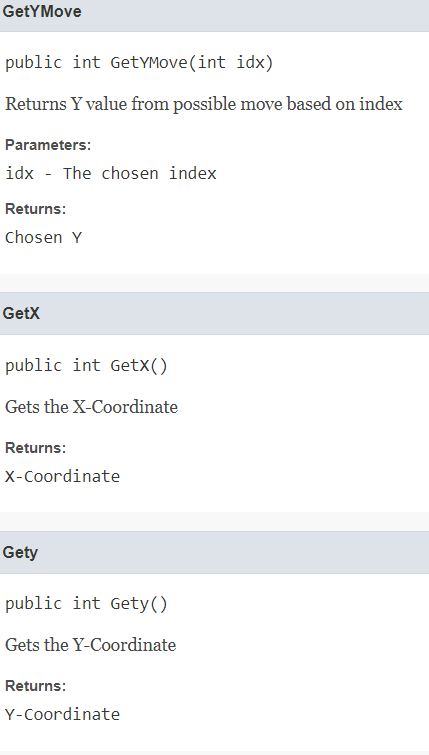 GetYMove
public int GetYMove(int idx)
Returns Y value from possible move based on index
Parameters:
idx - The chosen index
Returns:
Chosen Y
GetX
public int GetX()
Gets the X-Coordinate
Returns:
X-Coordinate
Gety
public int Gety()
Gets the Y-Coordinate
Returns:
Y-Coordinate